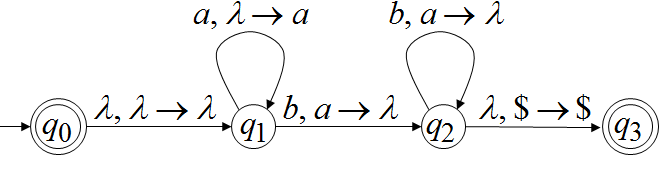 a, λ → a
b, a → λ
q0
λ, λ → λ
q1
b, a → λ
q2
λ, $ → $
q3